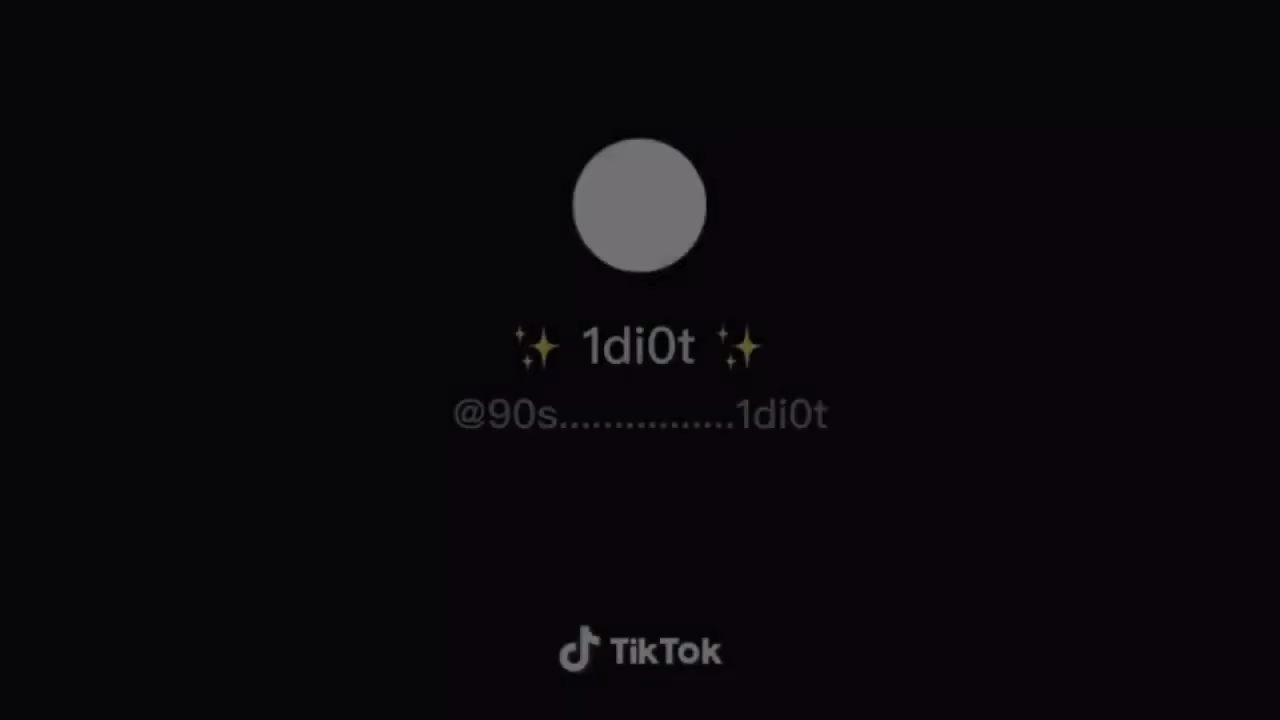 ✨ 1di0t ✨
@90s................1di0t
TikTok